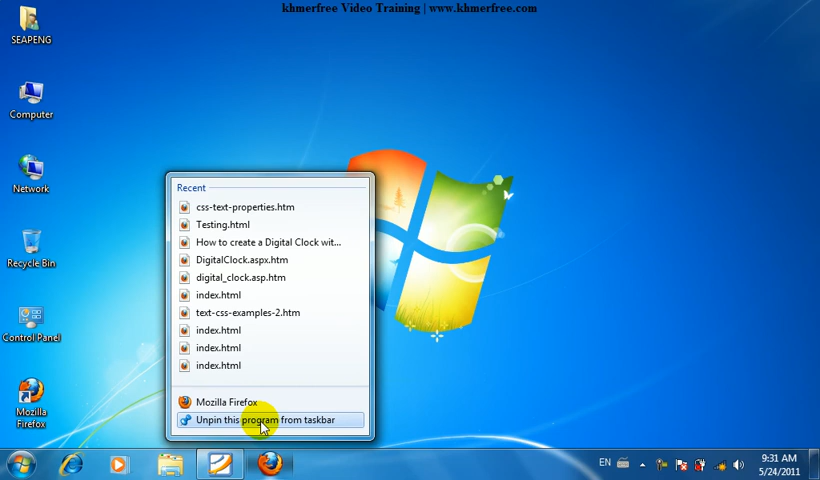 khmerfree Video Training | www.khmerfree.com
SEAPENG
Computer
Network
Recycle Bin
Control Panel
Mozilla
Firefox
Recent
css-text-properties.htm
Testing.html
How to create a Digital Clock wit...
DigitalClock.aspx.htm
digital_clock.asp.htm
index.html
text-css-examples-2.htm
index.html
index.html
index.html
Mozilla Firefox
Unpin this program from taskbar
EN
9:31 AM
5/24/2011